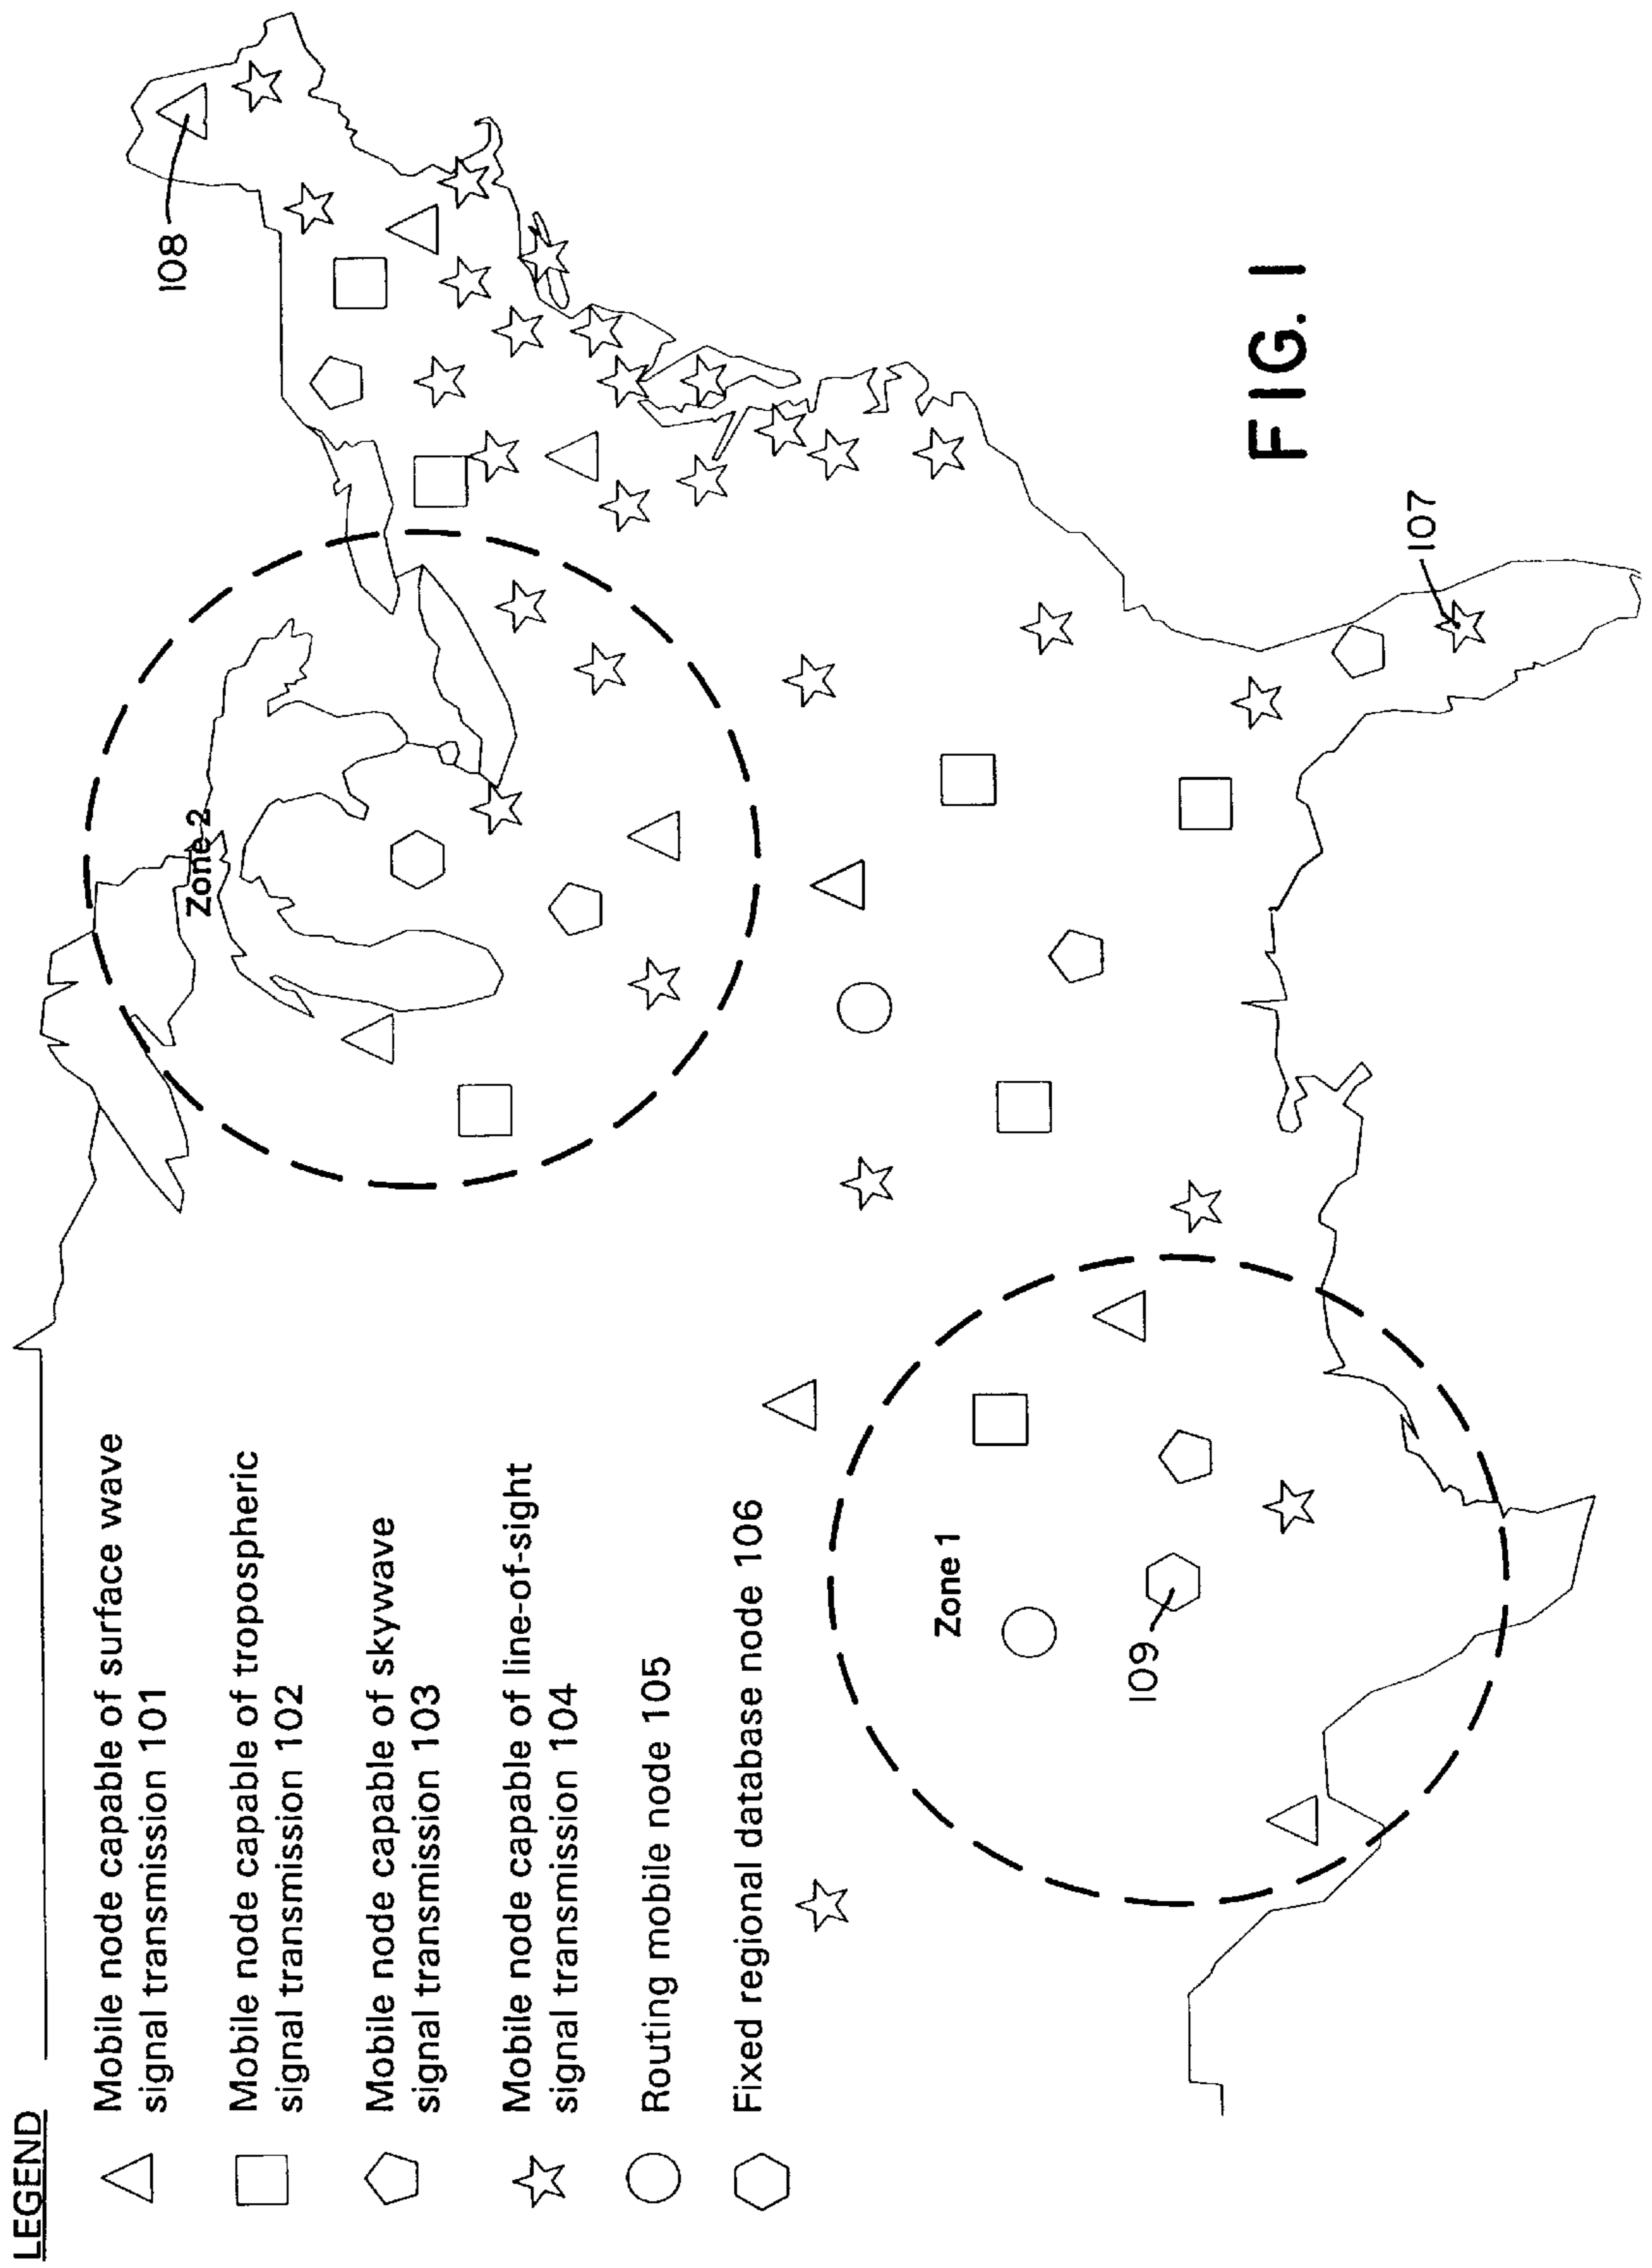 LEGEND
Mobile node capable of surface wave
signal transmission 101
Mobile node capable of tropospheric
signal transmission 102
Mobile node capable of skywave
signal transmission 103
Mobile node capable of line-of-sight
signal transmission 104
Routing mobile node 105
Fixed regional database node 106
Zone 2
108
Zone 1
109
107
FIG. 1